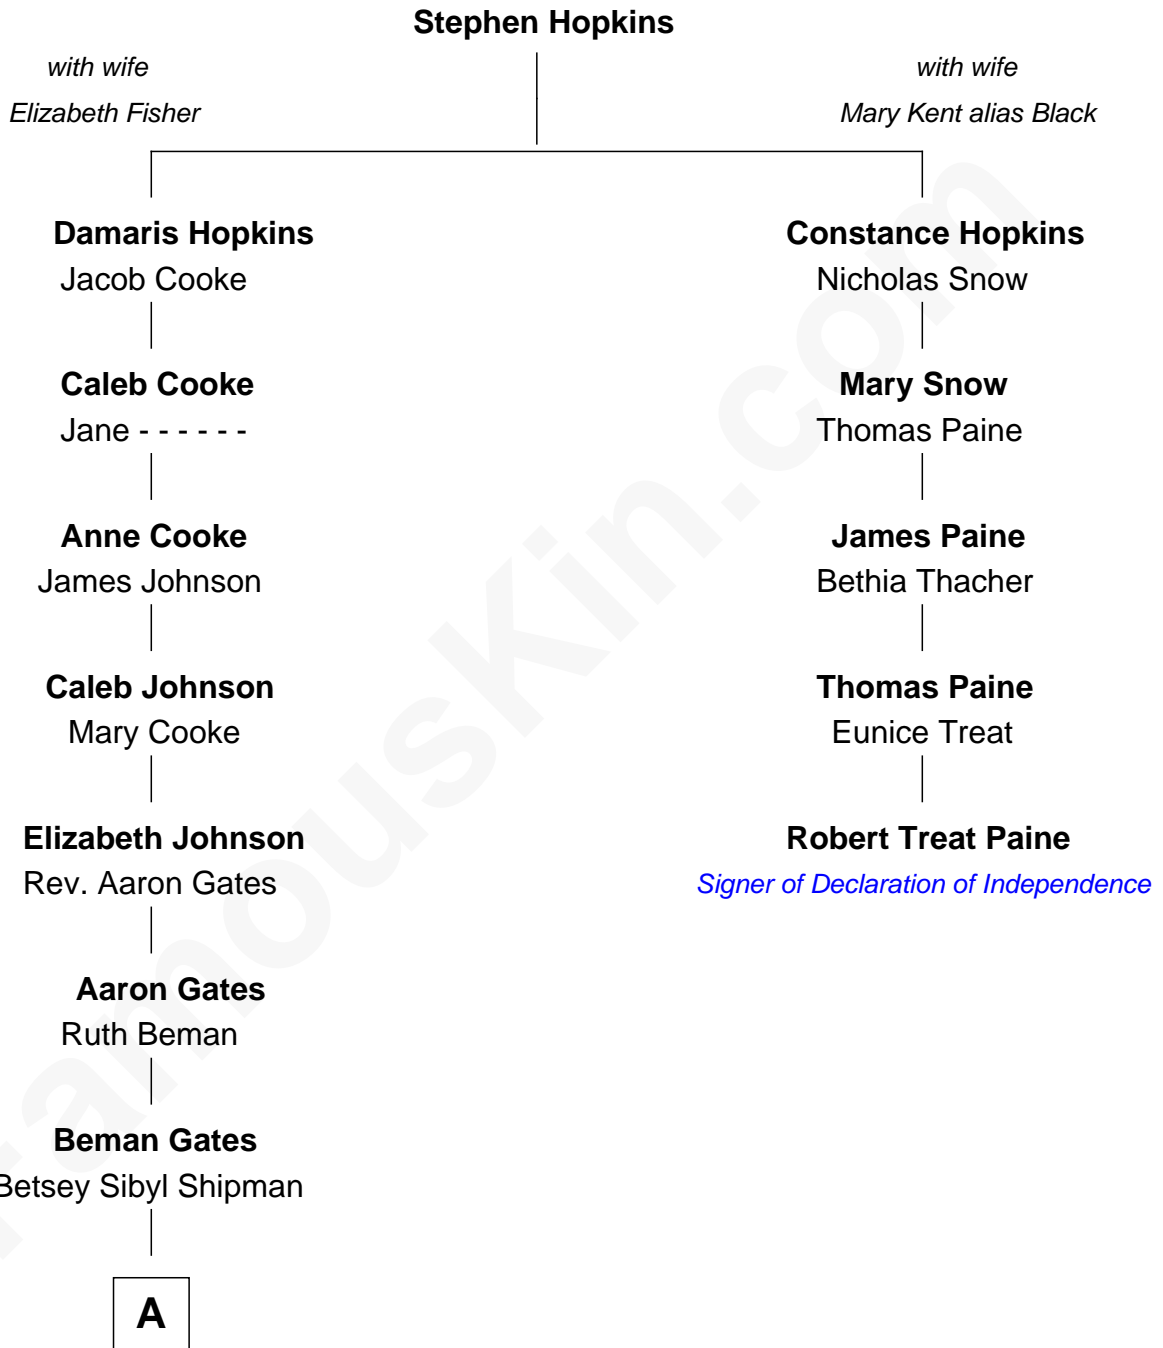 Stephen Hopkins
with wife
Elizabeth Fisher
with wife
Mary Kent alias Black
Damaris Hopkins
Jacob Cooke
Constance Hopkins
Nicholas Snow
Caleb Cooke
Jane - - - - - -
Mary Snow
Thomas Paine
Anne Cooke
James Johnson
James Paine
Bethia Thacher
Caleb Johnson
Mary Cooke
Thomas Paine
Eunice Treat
Elizabeth Johnson
Rev. Aaron Gates
Robert Treat Paine
Signer of Declaration of Independence
Aaron Gates
Ruth Beman
Beman Gates
Betsey Sibyl Shipman
A
FamousKin.com